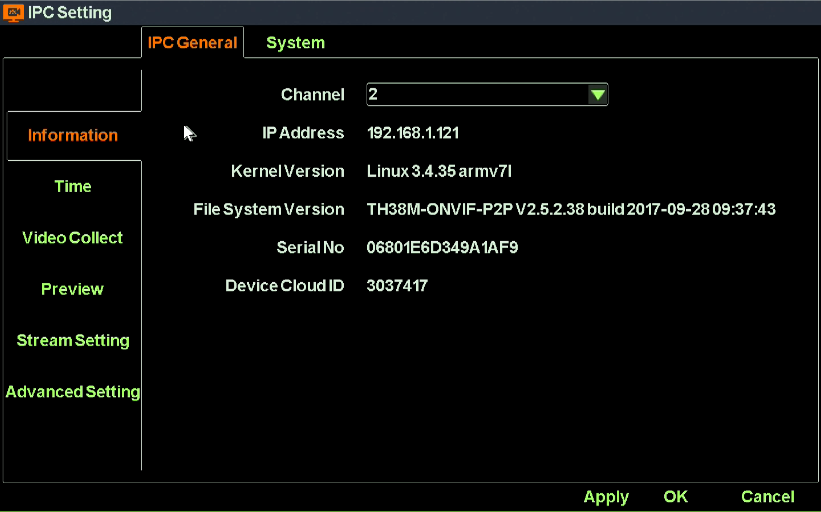 IPC Setting
IPC General System
Channel 2
Information IP Address 192.168.1.121
Kernel Version Linux 3.4.35 armv7l
Time
File System Version TH38M-ONVIF-P2P V2.5.2.38 build 2017-09-28 09:37:43
Video Collect
Serial No 06801E6D349A1AF9
Preview Device Cloud ID 3037417
Stream Setting
Advanced Setting
Apply OK Cancel